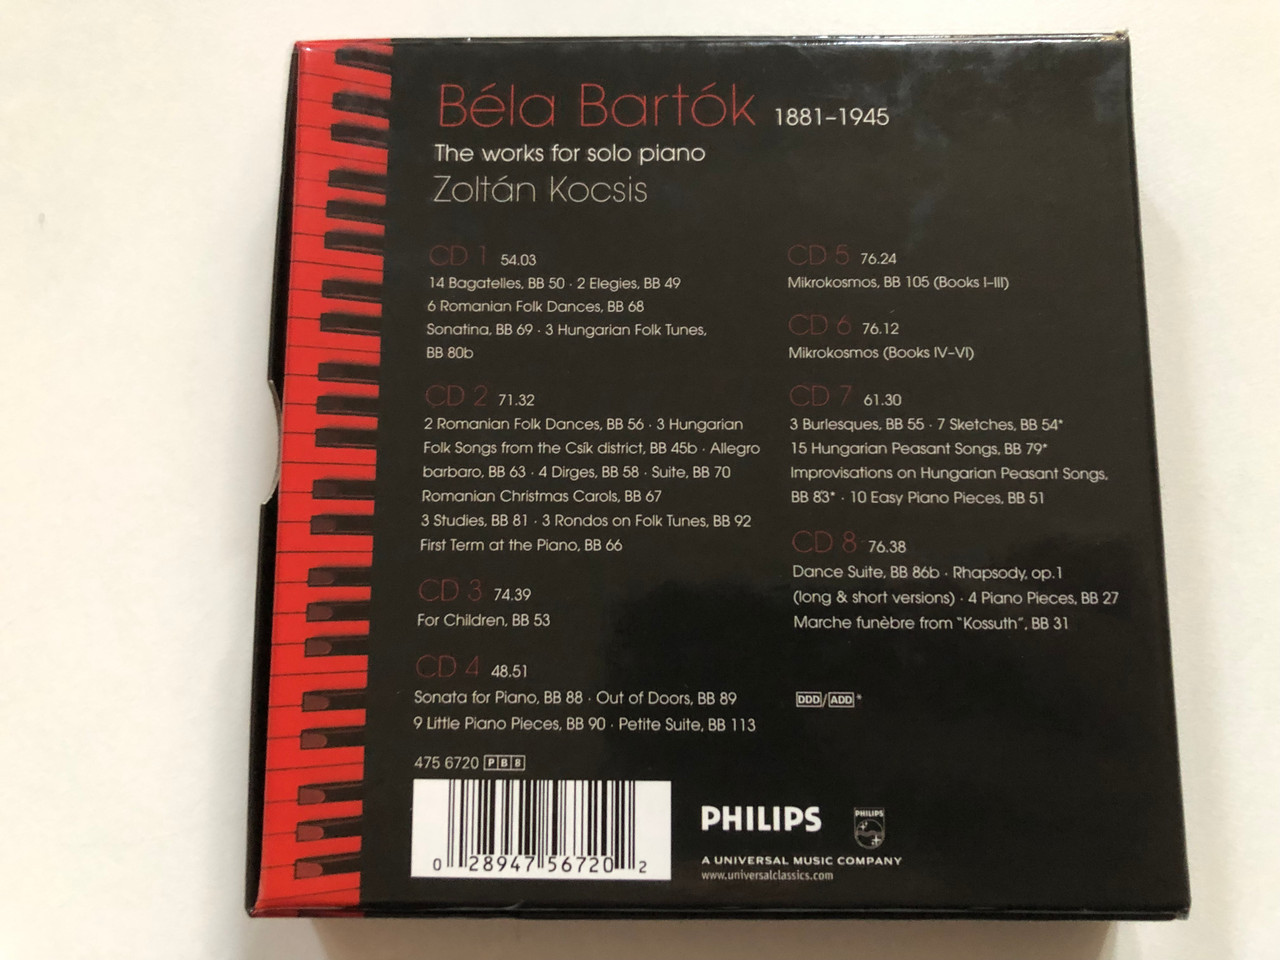 Béla Bartók 1881–1945
The works for solo piano
Zoltán Kocsis
CD 1 54.03
14 Bagatelles, BB 50 · 2 Elegies, BB 49
6 Romanian Folk Dances, BB 68
Sonatina, BB 69 · 3 Hungarian Folk Tunes,
BB 80b
CD 2 71.32
2 Romanian Folk Dances, BB 56 · 3 Hungarian
Folk Songs from the Csík district, BB 45b · Allegro
barbaro, BB 63 · 4 Dirges, BB 58 · Suite, BB 70
Romanian Christmas Carols, BB 67
3 Studies, BB 81 · 3 Rondos on Folk Tunes, BB 92
First Term at the Piano, BB 66
CD 3 74.39
For Children, BB 53
CD 4 48.51
Sonata for Piano, BB 88 · Out of Doors, BB 89
9 Little Piano Pieces, BB 90 · Petite Suite, BB 113
CD 5 76.24
Mikrokosmos, BB 105 (Books I–III)
CD 6 76.12
Mikrokosmos (Books IV–VI)
CD 7 61.30
3 Burlesques, BB 55 · 7 Sketches, BB 54*
15 Hungarian Peasant Songs, BB 79*
Improvisations on Hungarian Peasant Songs,
BB 83* · 10 Easy Piano Pieces, BB 51
CD 8 76.38
Dance Suite, BB 86b · Rhapsody, op.1
(long & short versions) · 4 Piano Pieces, BB 27
Marche funèbre from "Kossuth", BB 31
DDD/ADD*
475 6720 PB8
0 28947 56720 2
PHILIPS
PHILIPS
A UNIVERSAL MUSIC COMPANY
www.universalclassics.com